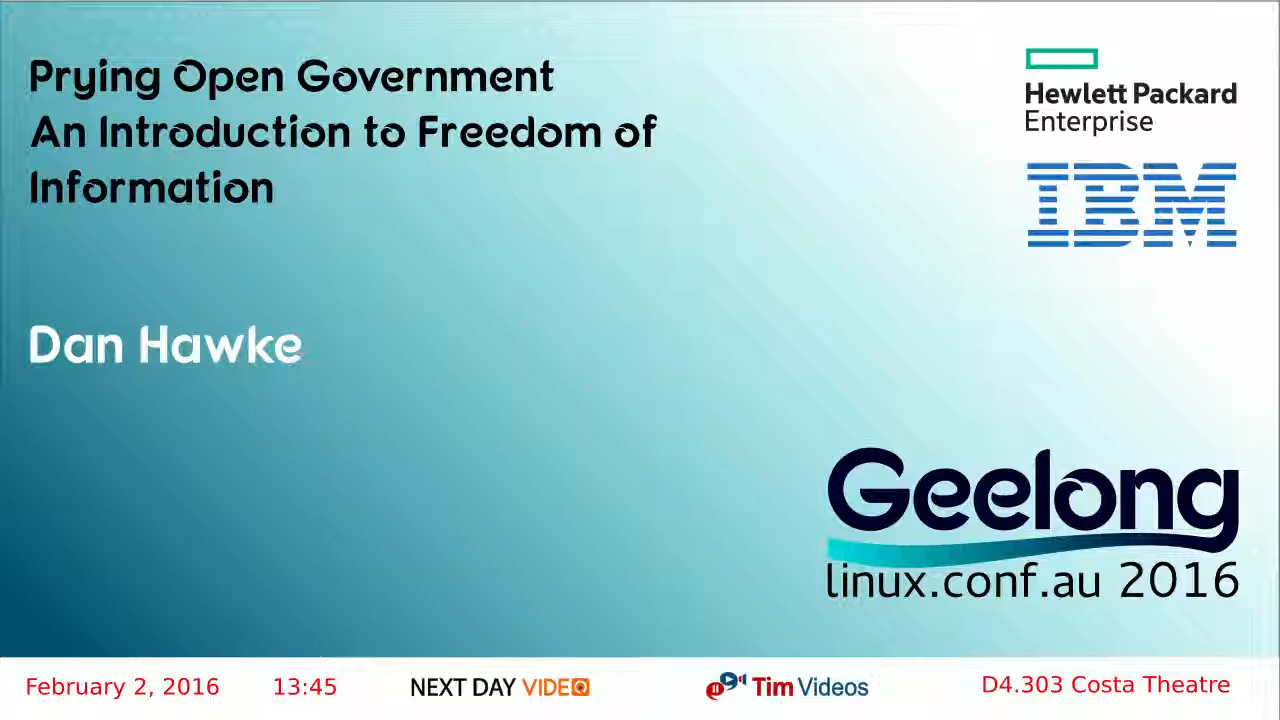 Prying Open Government
An Introduction to Freedom of
Information
Hewlett Packard
Enterprise
IBM
Dan Hawke
Geelong
linux.conf.au 2016
February 2, 2016 13:45 NEXT DAY VIDEO Tim Videos D4.303 Costa Theatre